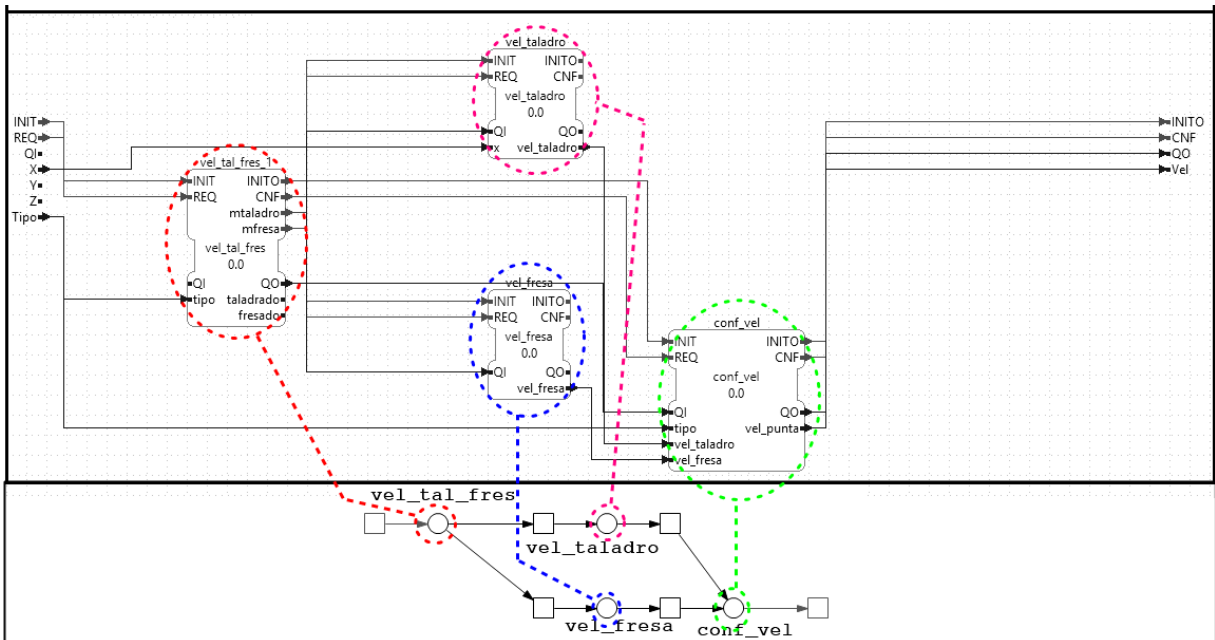 INIT
REQ
QI
X
Y
Z
Tipo
vel_tal_fres_1
INIT INITO
REQ CNF
mtaladro
mfresa
vel_tal_fres
0.0
QI QO
tipo taladrado
fresado
vel_taladro
INIT INITO
REQ CNF
vel_taladro
0.0
QI QO
x vel_taladro
vel_fresa
INIT INITO
REQ CNF
vel_fresa
0.0
QI QO
vel_fresa
conf_vel
INIT INITO
REQ CNF
conf_vel
0.0
QI QO
tipo vel_punta
vel_taladro
vel_fresa
INITO
CNF
QO
Vel
vel_tal_fres
vel_taladro
vel_fresa
conf_vel